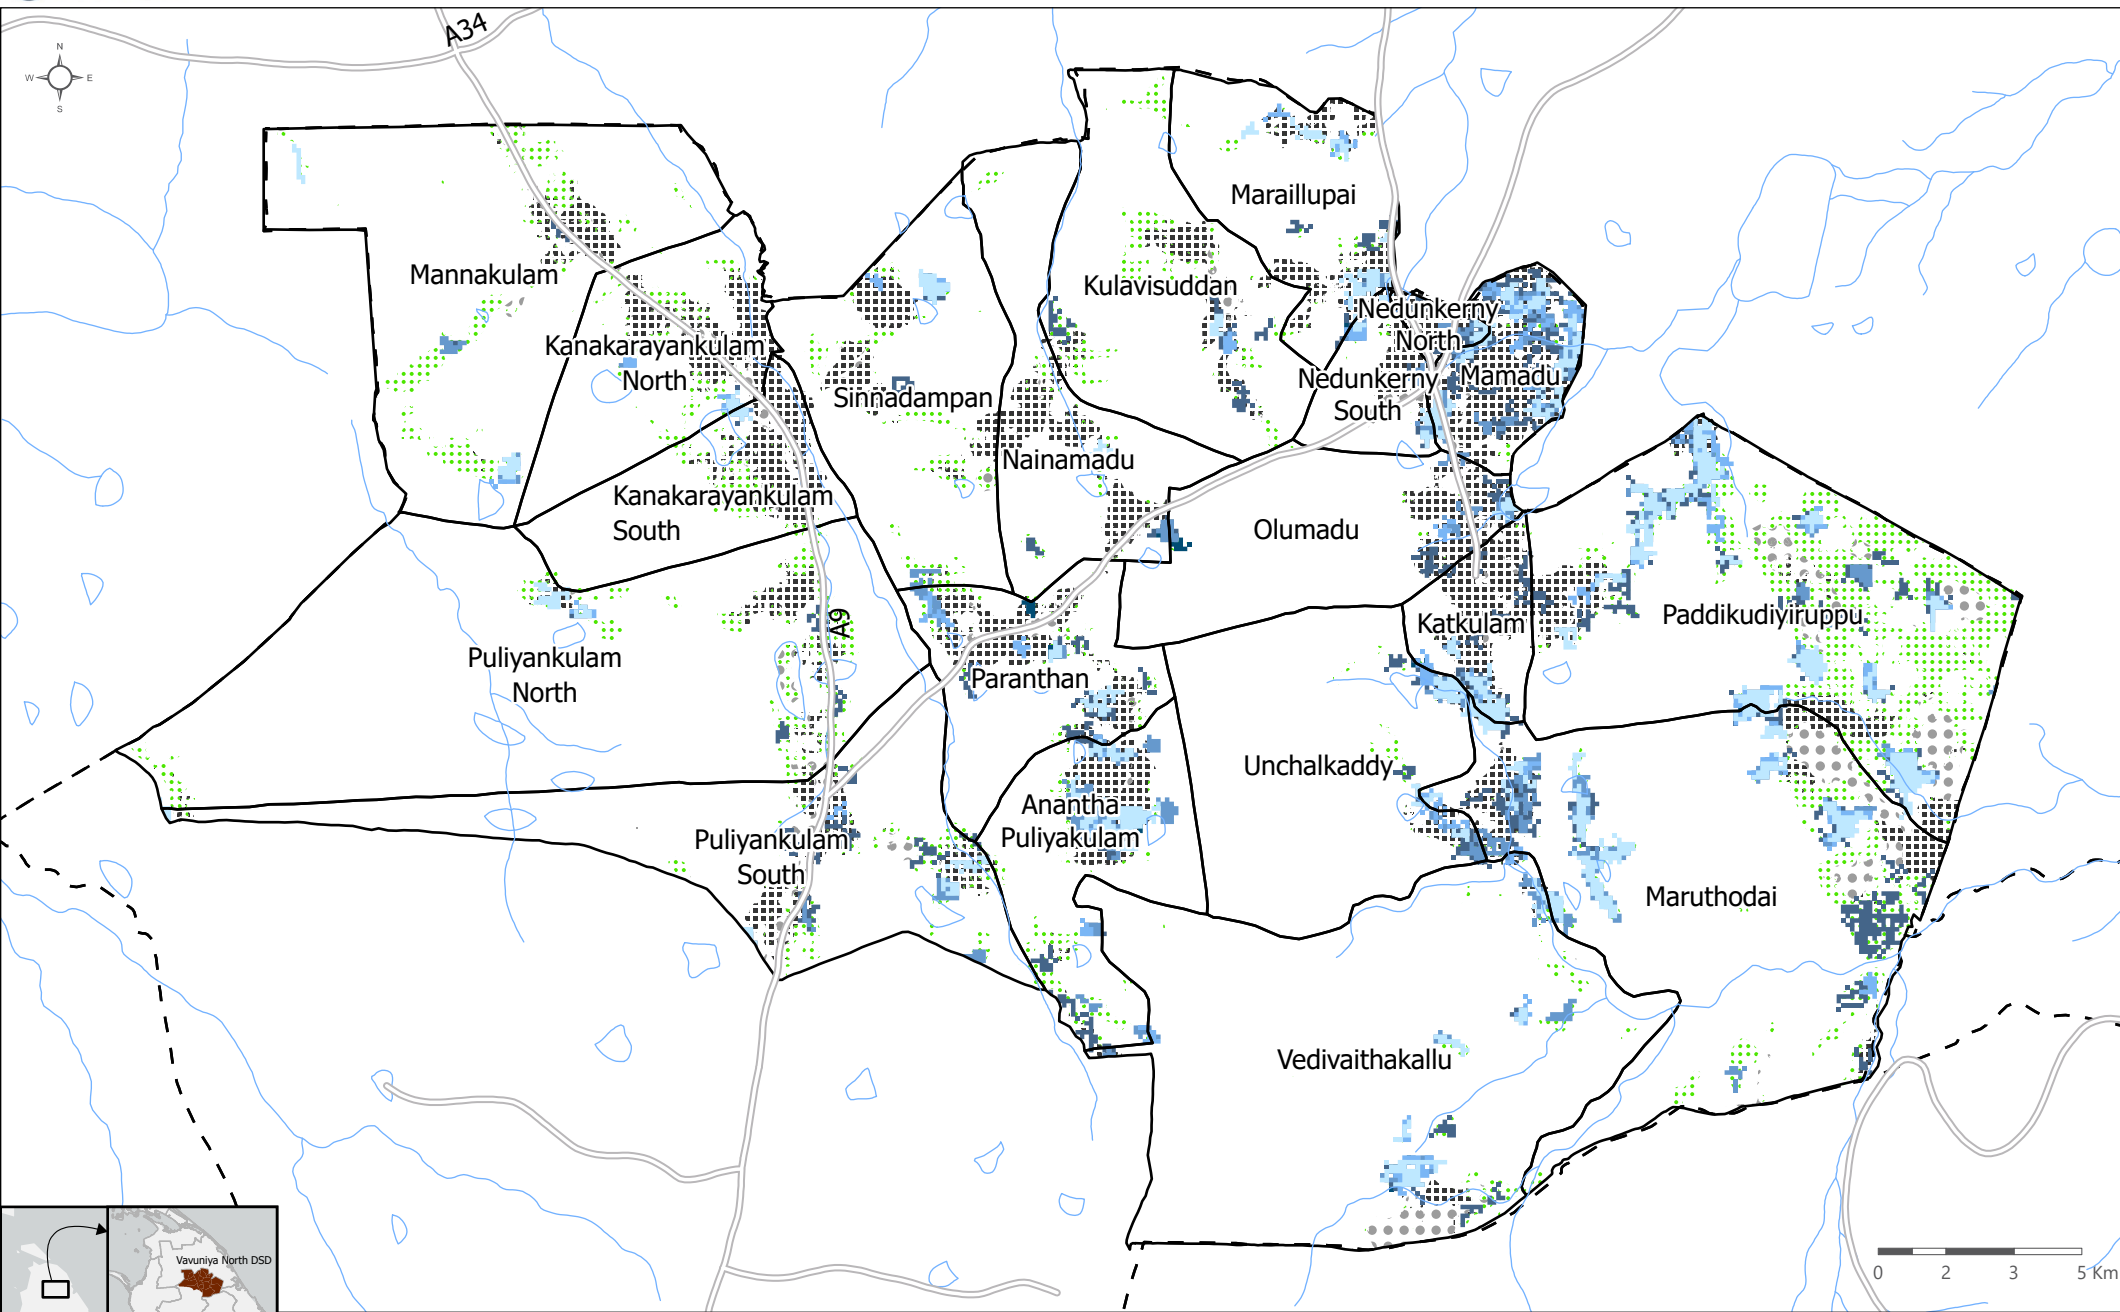 A34
N
W
E
S
Maraillupai
Mannakulam
Kulavisuddan
Nedunkerny
North
Kanakarayankulam
North
Nedunkerny
South
Mamadu
Sinnadampan
Nainamadu
Kanakarayankulam
South
Olumadu
A9
Katkulam
Paddikudiyiruppu
Puliyankulam
North
Paranthan
Unchalkaddy
Anantha
Puliyakulam
Puliyankulam
South
Maruthodai
Vedivaithakallu
Vavuniya North DSD
0
2
3
5 Km